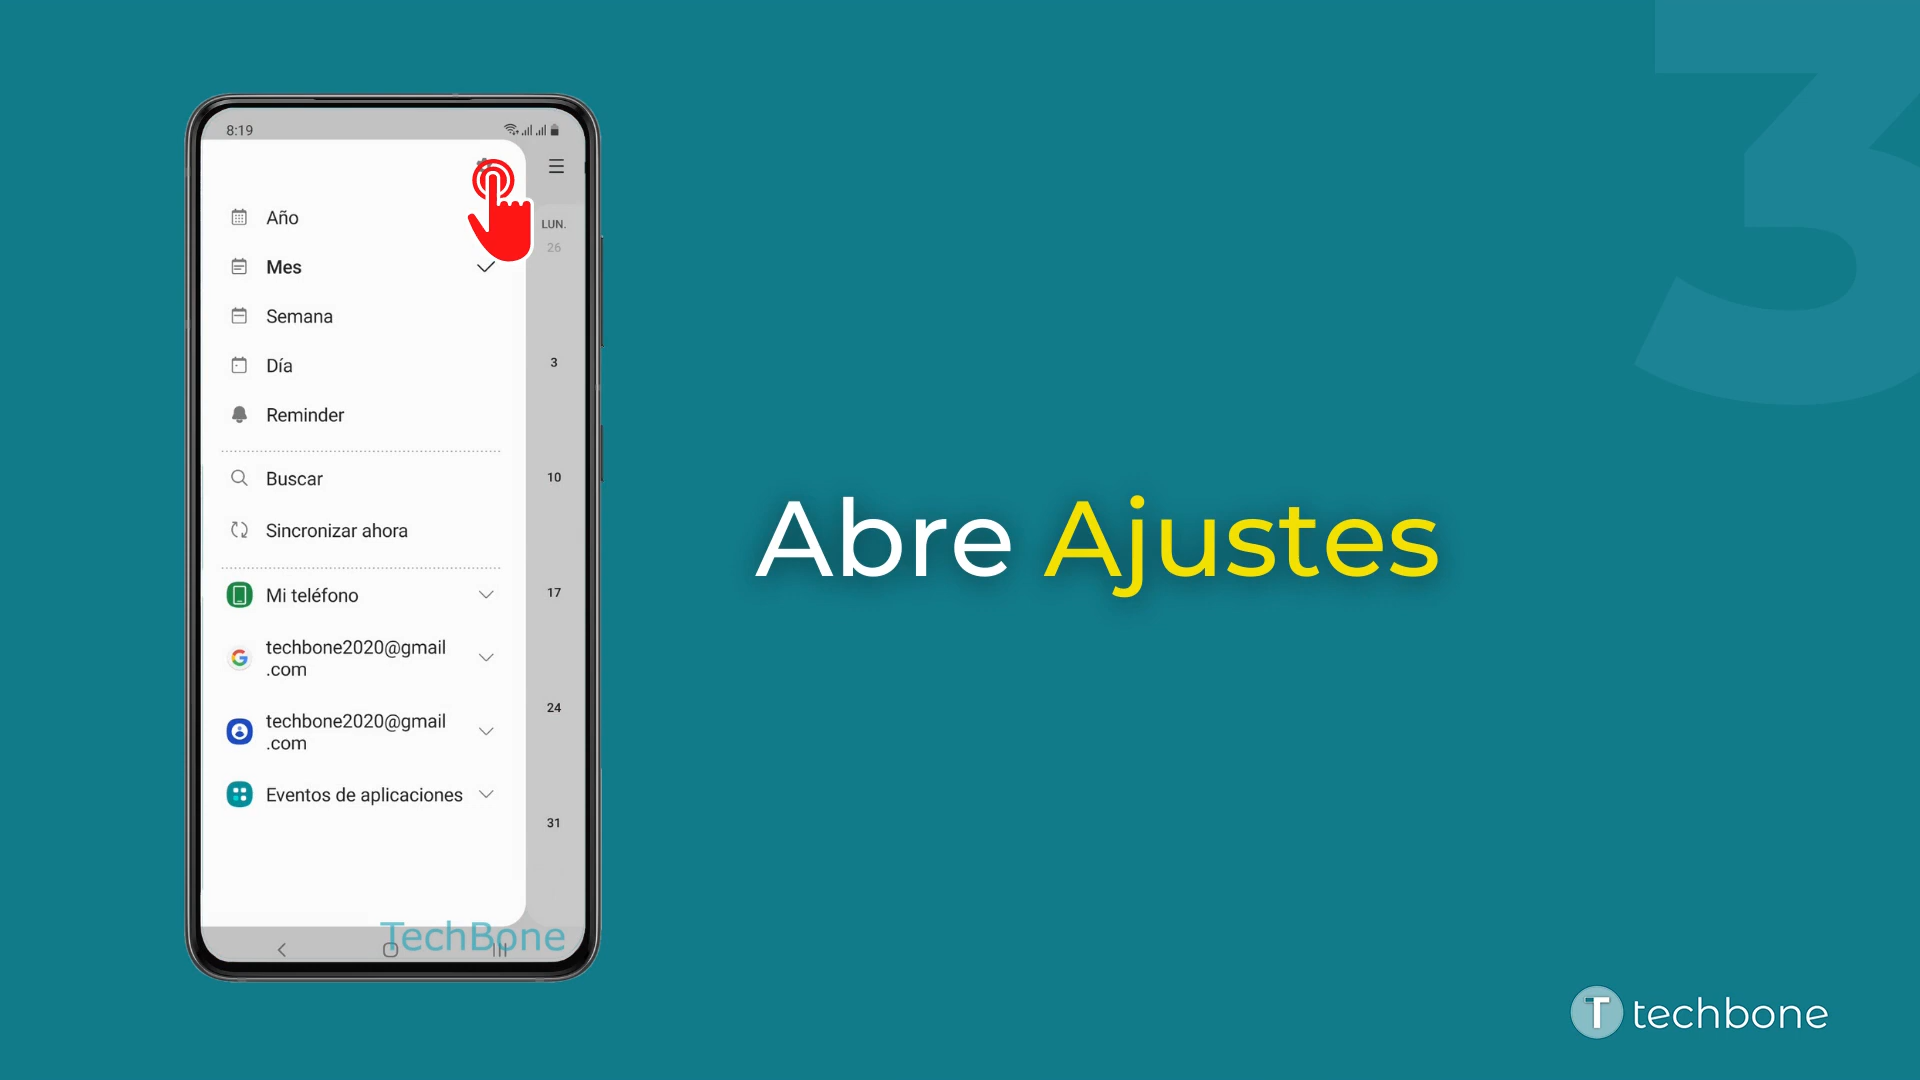 3
8:19
LUN.
26
Año
Mes
Semana
Día
3
Reminder
Buscar
10
Sincronizar ahora
Mi teléfono
17
techbone2020@gmail
.com
techbone2020@gmail
.com
24
Eventos de aplicaciones
31
TechBone
Abre Ajustes
T techbone